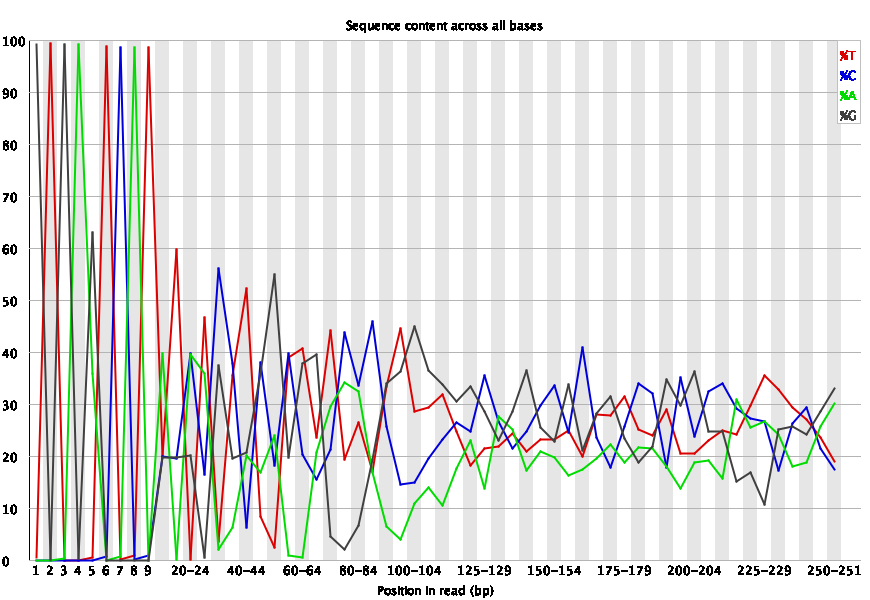 Sequence content across all bases
100
90
80
70
60
50
40
30
20
10
0
%T
%C
%A
%G
1 2 3 4 5 6 7 8 9 20-24 40-44 60-64 80-84 100-104 125-129 150-154 175-179 200-204 225-229 250-251
Position in read (bp)